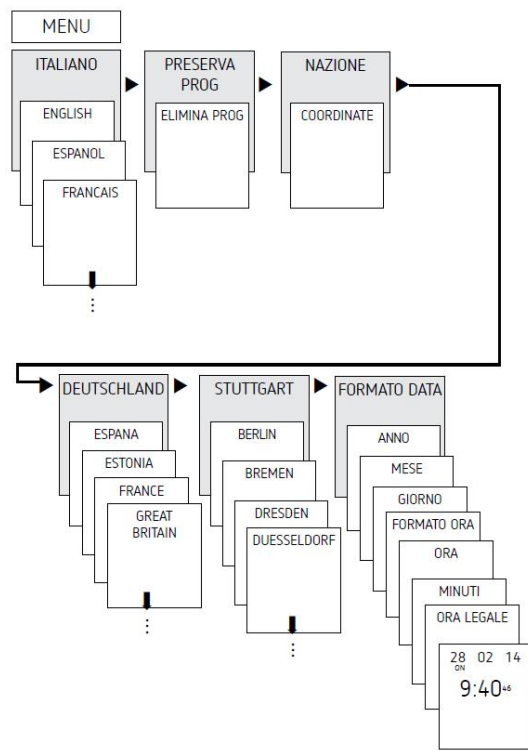 MENU
ITALIANO
ENGLISH
ESPANOL
FRANCAIS
PRESERVA
PROG
ELIMINA PROG
NAZIONE
COORDINATE
DEUTSCHLAND
ESPANA
ESTONIA
FRANCE
GREAT
BRITAIN
STUTTGART
BERLIN
BREMEN
DRESDEN
DUESSELDORF
FORMATO DATA
ANNO
MESE
GIORNO
FORMATO ORA
ORA
MINUTI
ORA LEGALE
28 02 14
ON
9:40 46